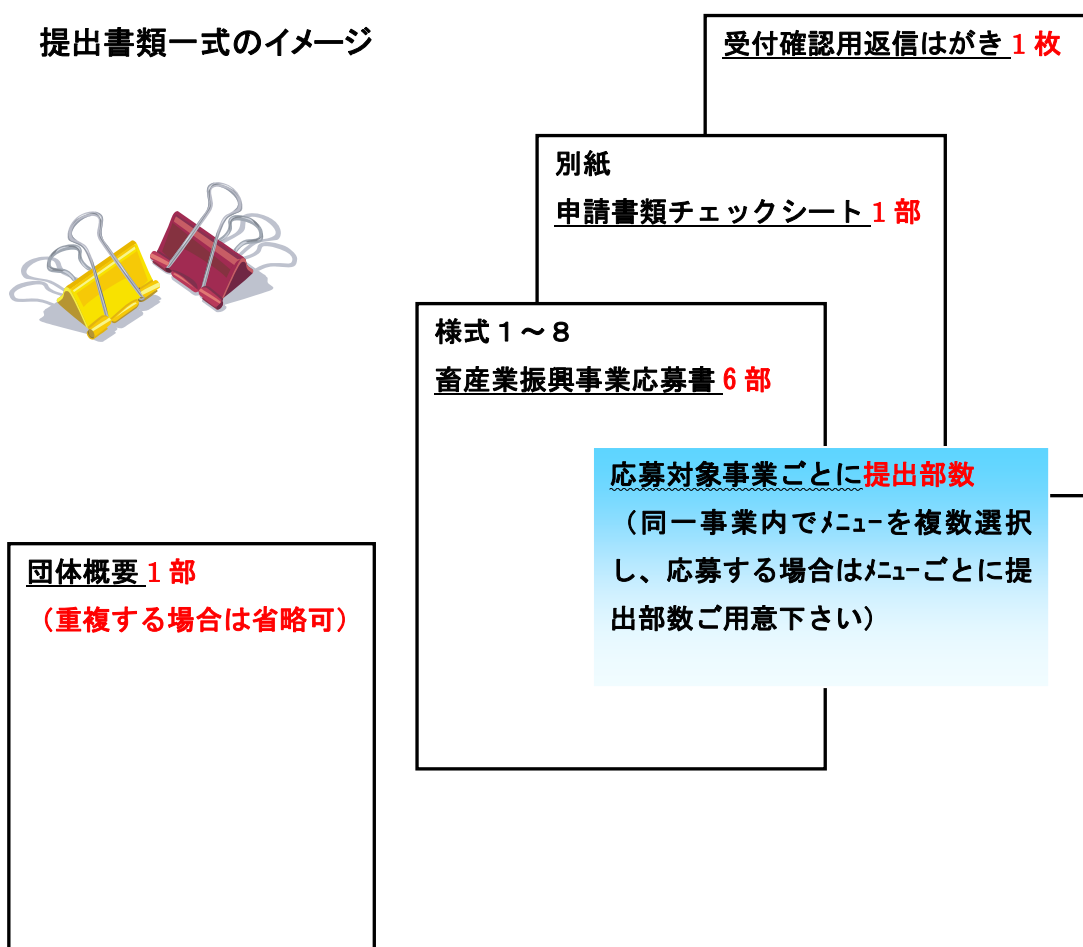 提出書類一式のイメージ
受付確認用返信はがき 1 枚
別紙
申請書類チェックシート 1 部
様式1~8
畜産業振興事業応募書 6 部
応募対象事業ごとに提出部数
(同一事業内でメニューを複数選択
し、応募する場合はメニューごとに提
出部数ご用意下さい)
団体概要 1 部
(重複する場合は省略可)